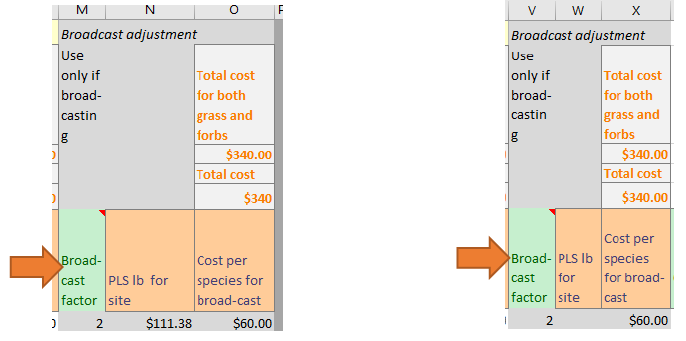 M N O F
Broadcast adjustment
Use
only if
broad-
castin
g
Total cost
for both
grass and
forbs
$340.00
Total cost
$340
Broad-
cast
factor
PLS lb for
site
Cost per
species for
broad-cast
2 $111.38 $60.00
V W X
Broadcast adjustment
Use
only if
broad-
castin
g
Total cost
for both
grass and
forbs
$340.00
Total cost
$340.00
Broad-
cast
factor
PLS lb
for
site
Cost per
species
for broad-
cast
2 $60.00